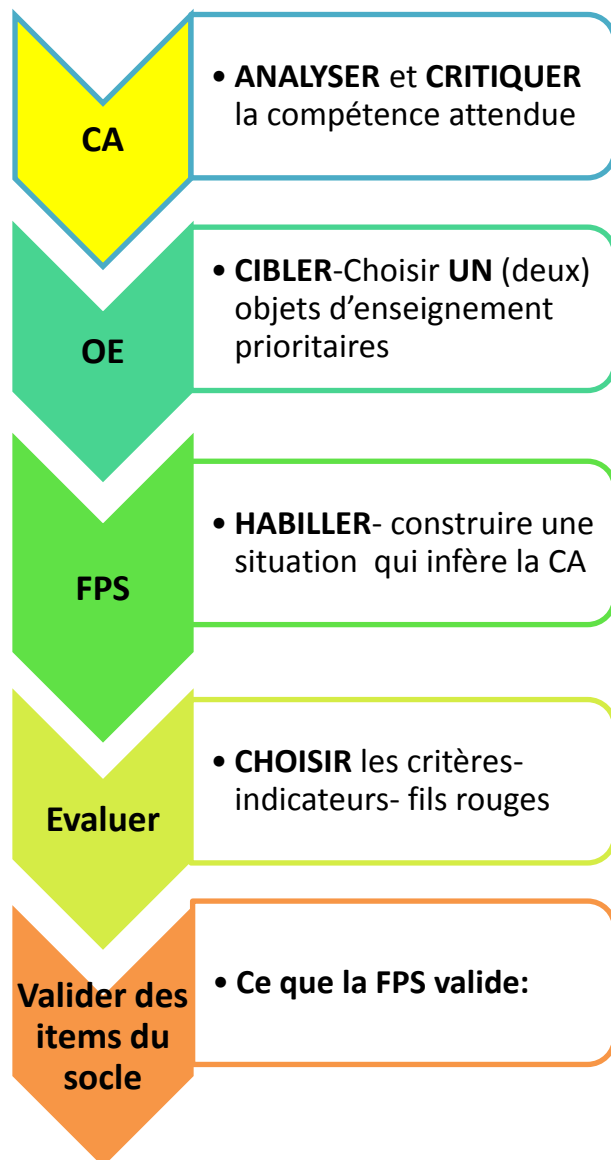 CA
• ANALYSER et CRITIQUER
la compétence attendue
OE
• CIBLER-Choisir UN (deux)
objets d’enseignement
prioritaires
FPS
• HABILLER- construire une
situation qui infère la CA
Evaluer
• CHOISIR les critères-
indicateurs- fils rouges
Valider des
items du
socle
• Ce que la FPS valide: